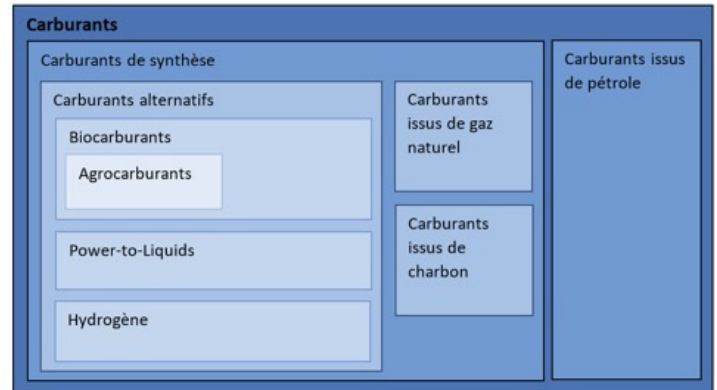 Carburants
Carburants de synthèse
Carburants alternatifs
Biocarburants
Agrocarburants
Power-to-Liquids
Hydrogène
Carburants
issus de gaz
naturel
Carburants
issus de
charbon
Carburants issus
de pétrole